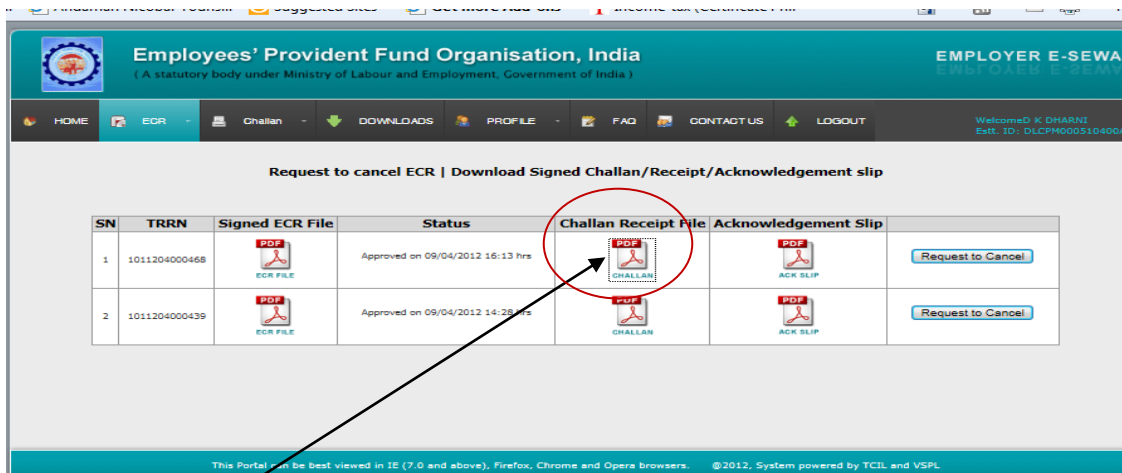 Suggested Sites Get More Add-ons
Employees' Provident Fund Organisation, India
( A statutory body under Ministry of Labour and Employment, Government of India )
EMPLOYER E-SEWA
HOME ECR - Challan - DOWNLOADS PROFILE - FAQ CONTACT US LOGOUT
WelcomeD K DHARNI
Estt. ID: DLCPM000510400
Request to cancel ECR | Download Signed Challan/Receipt/Acknowledgement slip
SN TRRN Signed ECR File Status Challan Receipt File Acknowledgement Slip
1 1011204000468 PDF ECR FILE Approved on 09/04/2012 16:13 hrs PDF CHALLAN PDF ACK SLIP Request to Cancel
2 1011204000439 PDF ECR FILE Approved on 09/04/2012 14:28 hrs PDF CHALLAN PDF ACK SLIP Request to Cancel
This Portal can be best viewed in IE (7.0 and above), Firefox, Chrome and Opera browsers. @2012, System powered by TCIL and VSPL